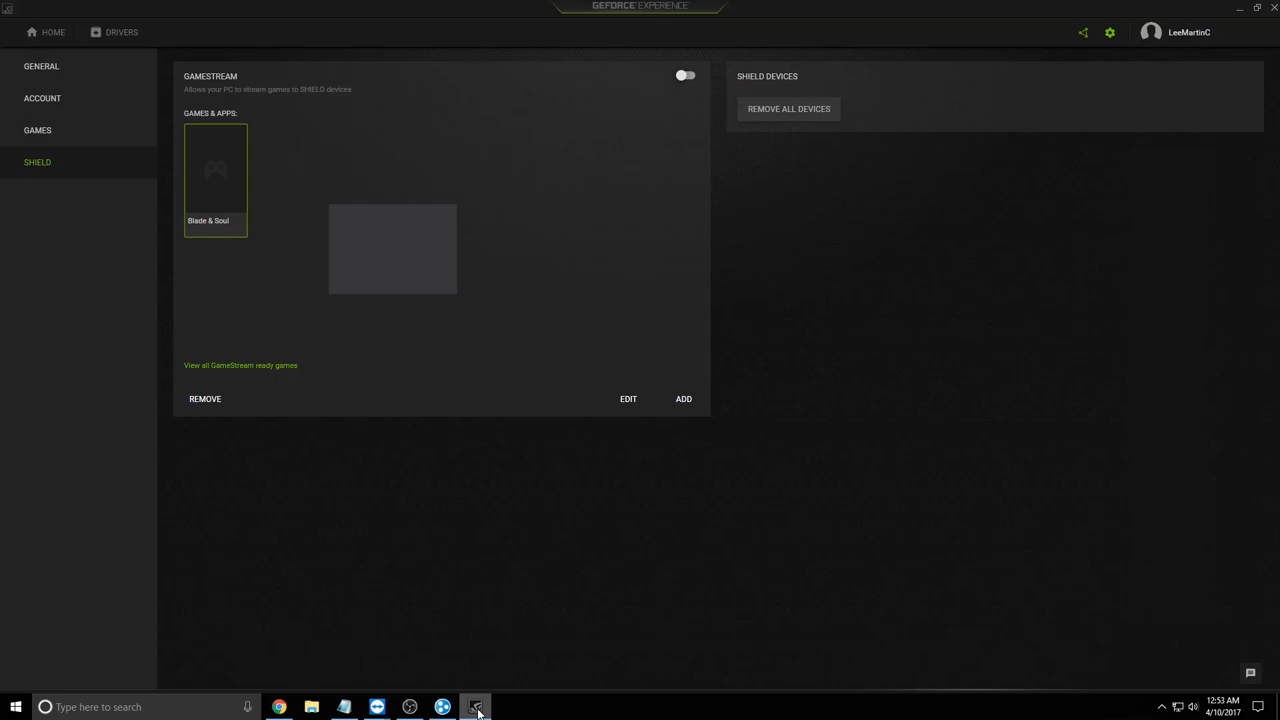 GEFORCE EXPERIENCE
HOME
DRIVERS
LeeMartinC
GENERAL
ACCOUNT
GAMES
SHIELD
GAMESTREAM
Allows your PC to stream games to SHIELD devices
GAMES & APPS:
Blade & Soul
View all GameStream ready games
REMOVE
EDIT
ADD
SHIELD DEVICES
REMOVE ALL DEVICES
Type here to search
12:53 AM
4/10/2017